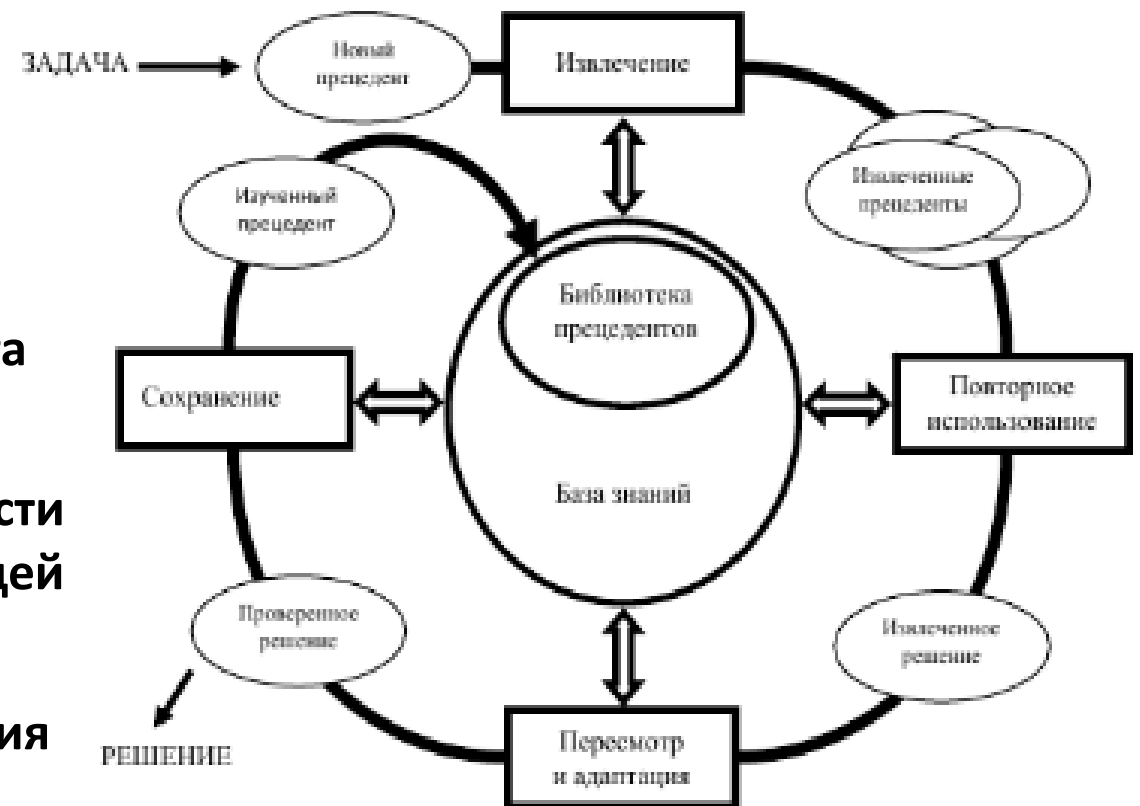 ЗАДАЧА
Новый
прецедент
Извлечение
Извлеченные
прецеденты
Изученный
прецедент
Библиотека
прецедентов
Сохранение
Повторное
использование
База знаний
Проверенное
решение
Извлеченное
решение
РЕШЕНИЕ
Пересмотр
и адаптация